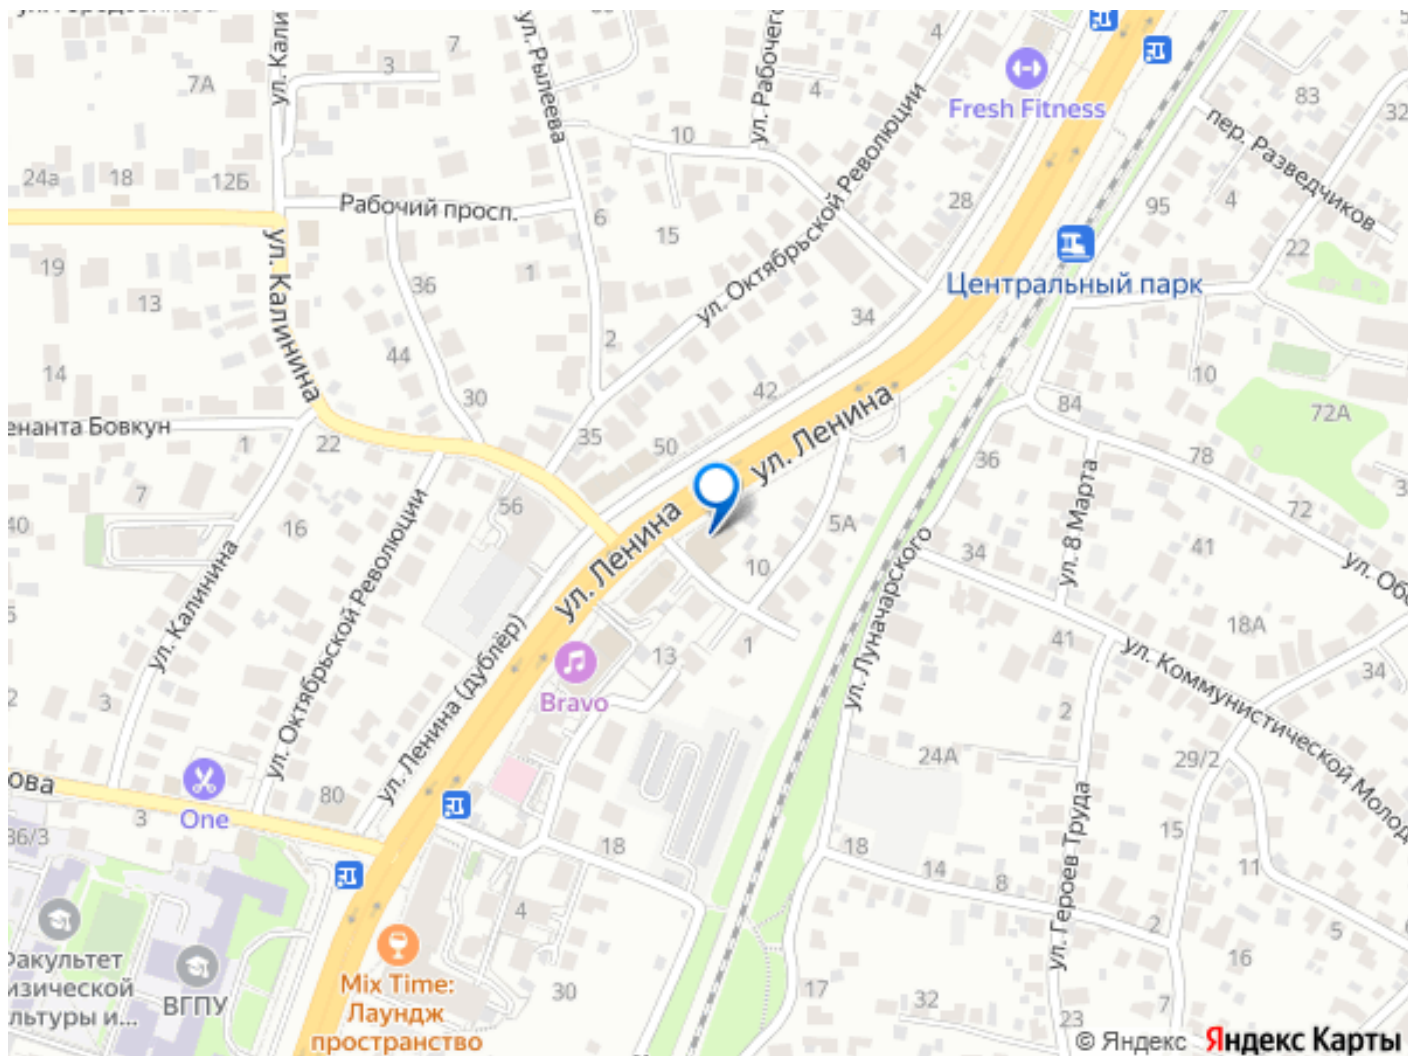 ул. Кали
7
3
7А
ул. Рылеева
4
ул. Рабочего
4
10
Fresh Fitness
83
32
пер. Разведчиков
24а
18
12Б
Рабочий просп.
6
15
ул. Октябрьской Революции
28
95
4
22
19
13
ул. Калинина
36
1
2
34
Центральный парк
14
44
30
42
10
72А
енанта Бовкун
1
22
35
50
ул. Ленина
1
84
36
78
7
16
56
5А
72
40
ул. Калинина
ул. Октябрьской Революции
ул. Ленина
10
ул. Луначарского
34
ул. 8 Марта
41
ул. Обо
18А
13
1
41
34
3
Bravo
ул. Ленина (дублёр)
2
24А
29/2
ул. Коммунистической Молод
ова
One
80
3
36/3
18
18
14
8
ул. Героев Труда
15
11
2
5
4
16
Факультет
изической
льтуры и...
ВГПУ
Mix Time:
Лаундж
пространство
30
17
32
23
7
© Яндекс Яндекс Карты